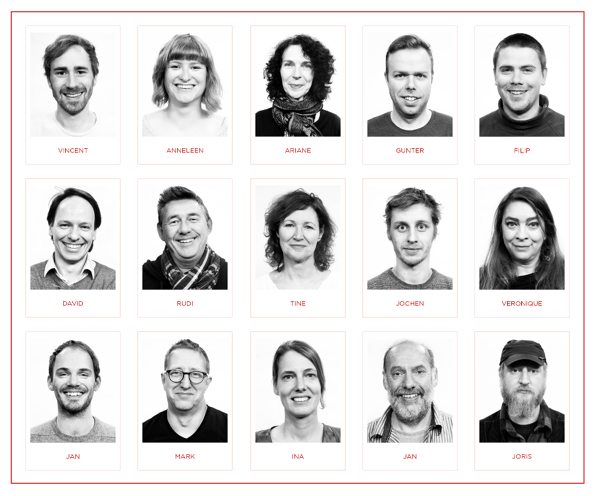 VINCENT
ANNELEEN
ARIANE
GUNTER
FILIP
DAVID
RUDI
TINE
JOCHEN
VERONIQUE
JAN
MARK
INA
JAN
JORIS